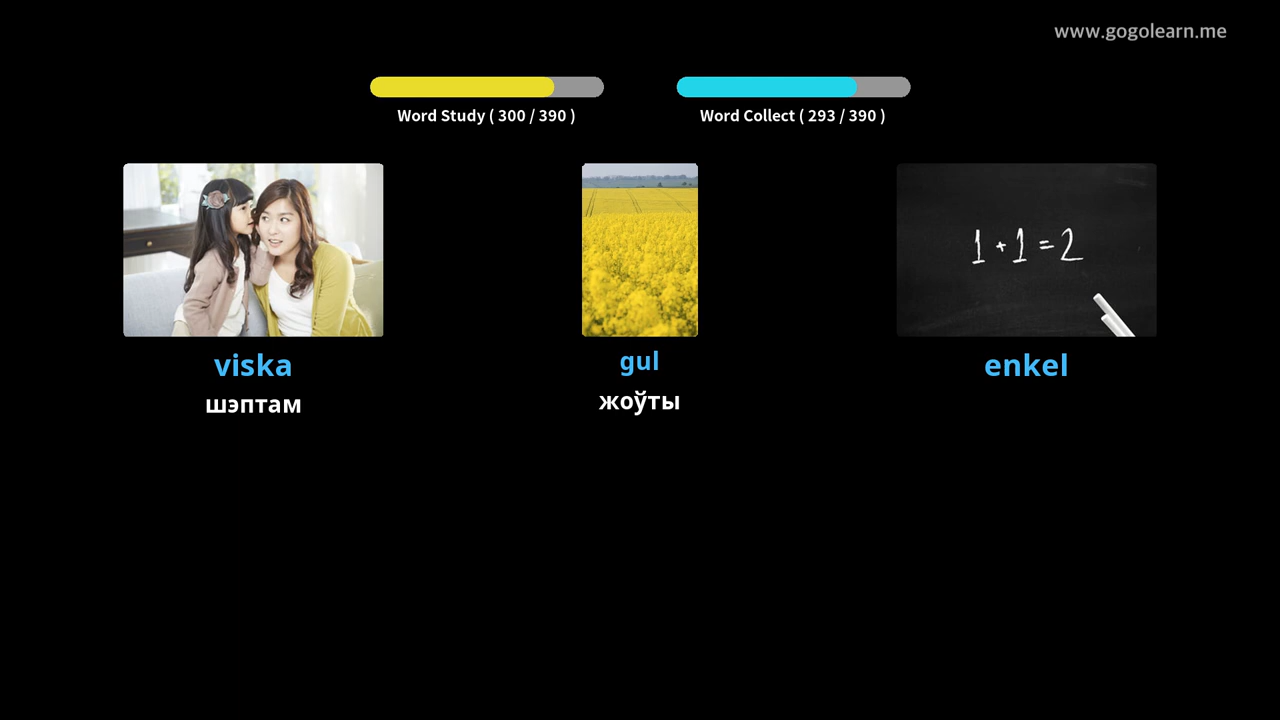 www.gogolearn.me
Word Study ( 300 / 390 )
Word Collect ( 293 / 390 )
1 + 1 = 2
viska
gul
enkel
шэптам
жоўты